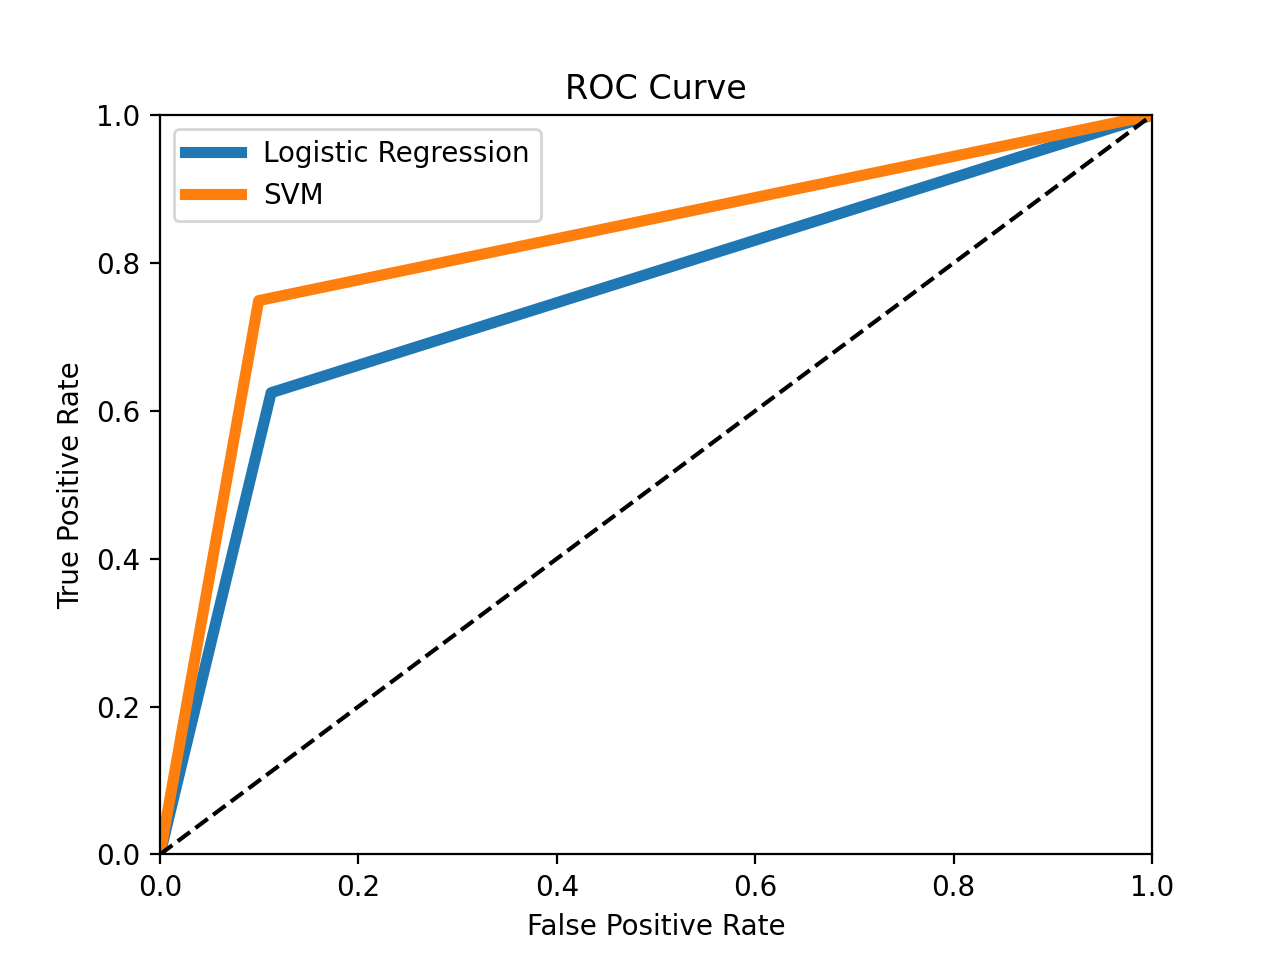 ROC Curve
Logistic Regression
SVM
True Positive Rate
1.0
0.8
0.6
0.4
0.2
0.0
0.0 0.2 0.4 0.6 0.8 1.0
False Positive Rate